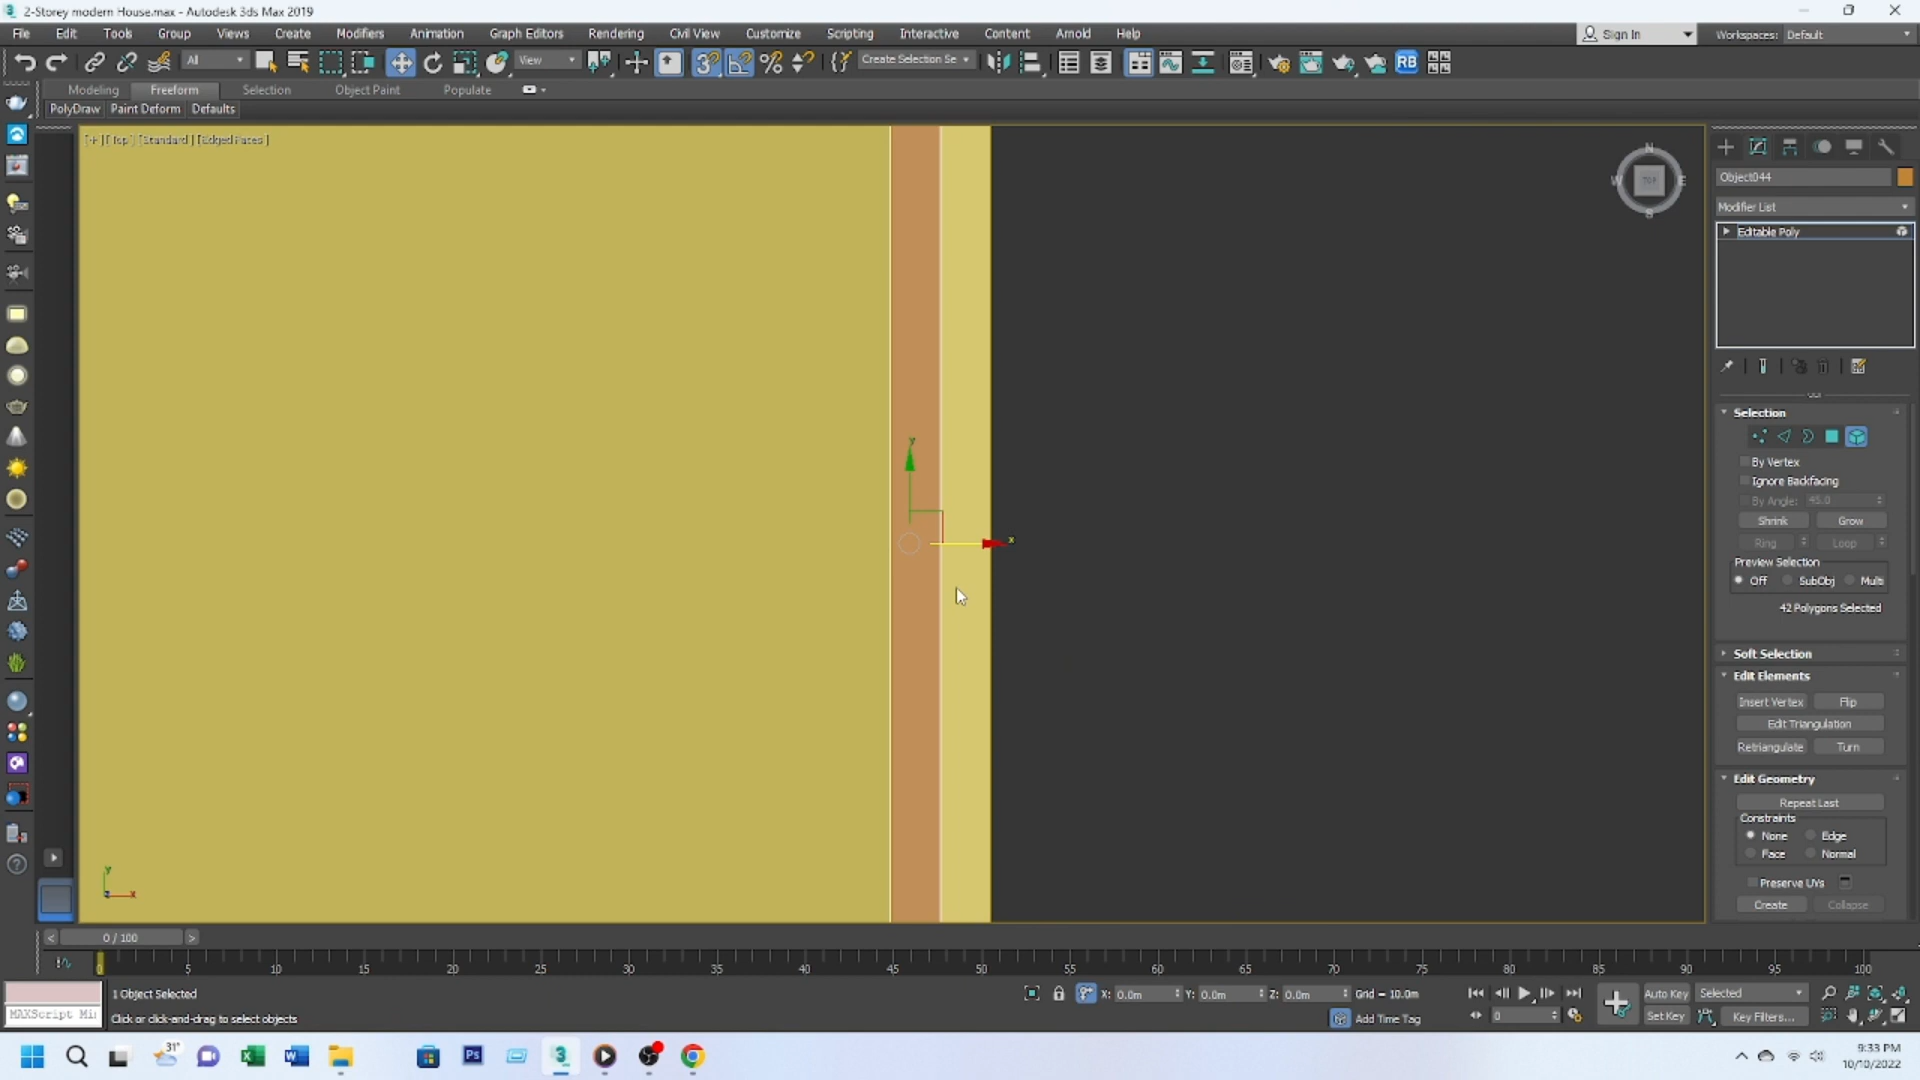 2-Storey modern House.max - Autodesk 3ds Max 2019
File Edit Tools Group Views Create Modifiers Animation Graph Editors Rendering Civil View Customize Scripting Interactive Content Arnold Help
Sign In
Workspaces: Default
All
View
Create Selection Se
RB
Modeling Freeform Selection Object Paint Populate
PolyDraw Paint Deform Defaults
[+][Top][Standard][Edged Faces]
N
W TOP E
S
y
x
y
z x
Object044
Modifier List
Editable Poly
Selection
By Vertex
Ignore Backfacing
By Angle: 45.0
Shrink Grow
Ring Loop
Preview Selection
Off SubObj Multi
42 Polygons Selected
Soft Selection
Edit Elements
Insert Vertex Flip
Edit Triangulation
Retriangulate Turn
Edit Geometry
Repeat Last
Constraints
None Edge
Face Normal
Preserve UVs
Create Collapse
< 0 / 100 >
0 5 10 15 20 25 30 35 40 45 50 55 60 65 70 75 80 85 90 95 100
1 Object Selected
X: 0.0m Y: 0.0m Z: 0.0m Grid = 10.0m
Auto Key Selected
MAXScript Mi
Click or click-and-drag to select objects
Add Time Tag
0
Set Key Key Filters...
31°
Ps
3
9:33 PM
10/10/2022